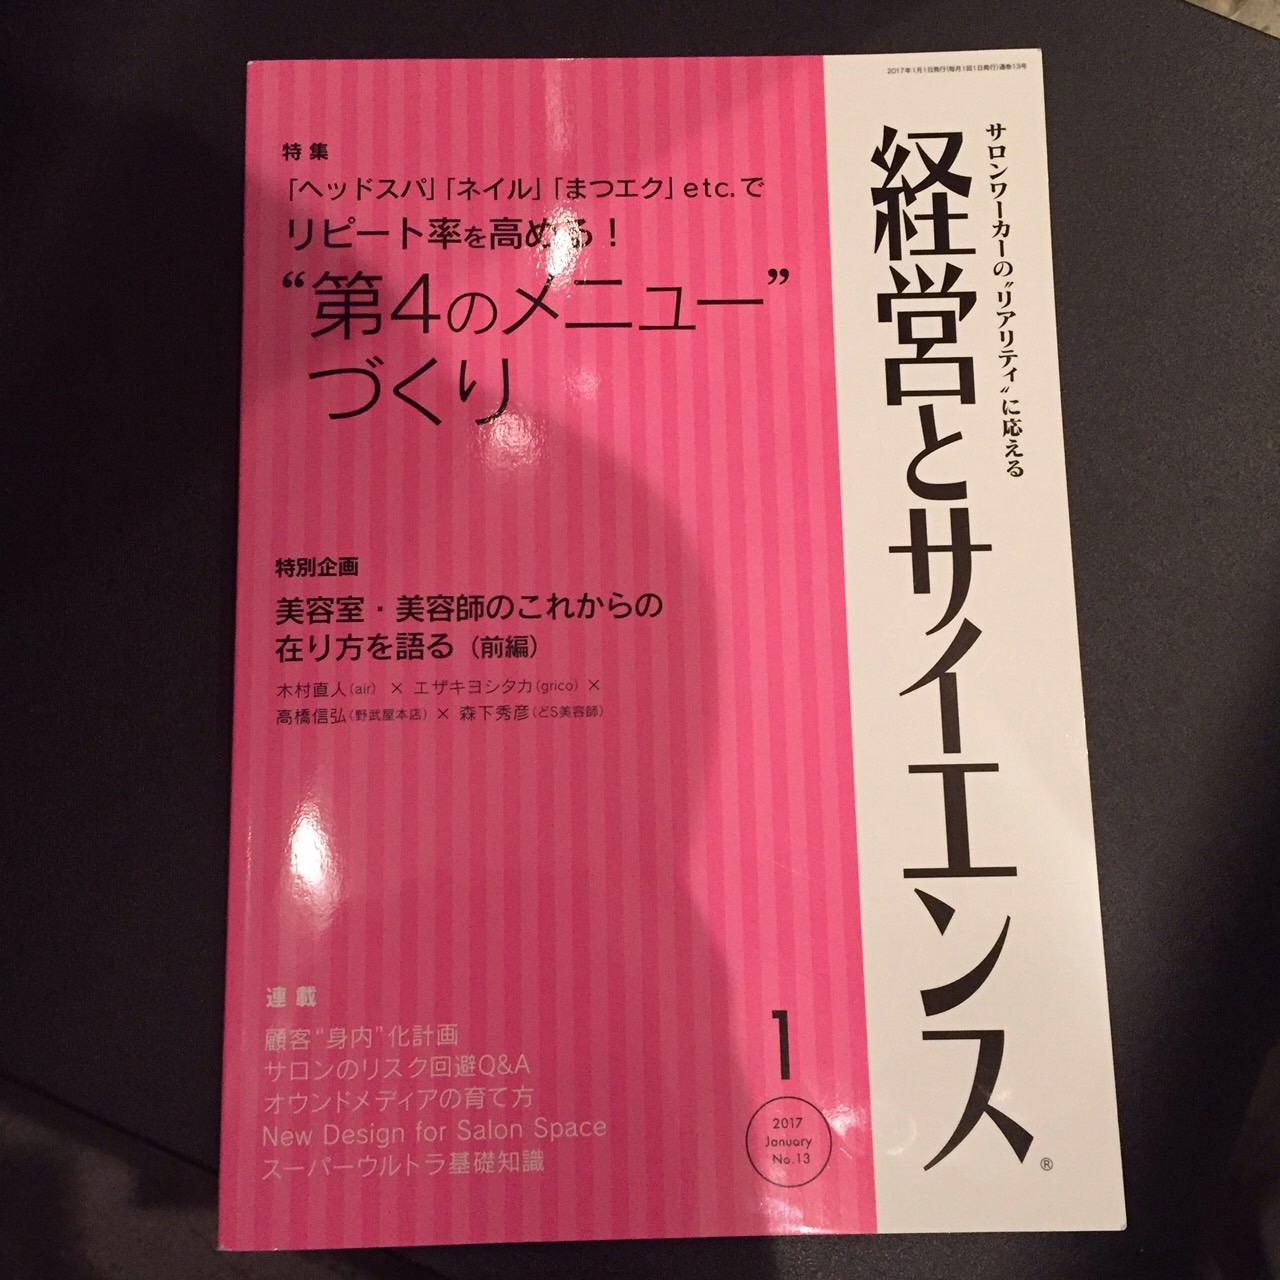 2017年1月1日発行(毎月1回1日発行)通巻13号
サロンワーカーの〝リアリティ〟に応える
経営とサイエンス®
特集
「ヘッドスパ」「ネイル」「まつエク」etc.で
リピート率を高める！
“第4のメニュー”
づくり
特別企画
美容室・美容師のこれからの
在り方を語る（前編）
木村直人(air) × エザキヨシタカ(grico) ×
高橋信弘(野武屋本店) × 森下秀彦(どS美容師)
連載
顧客“身内”化計画
サロンのリスク回避Q&A
オウンドメディアの育て方
New Design for Salon Space
スーパーウルトラ基礎知識
1
2017
January
No.13